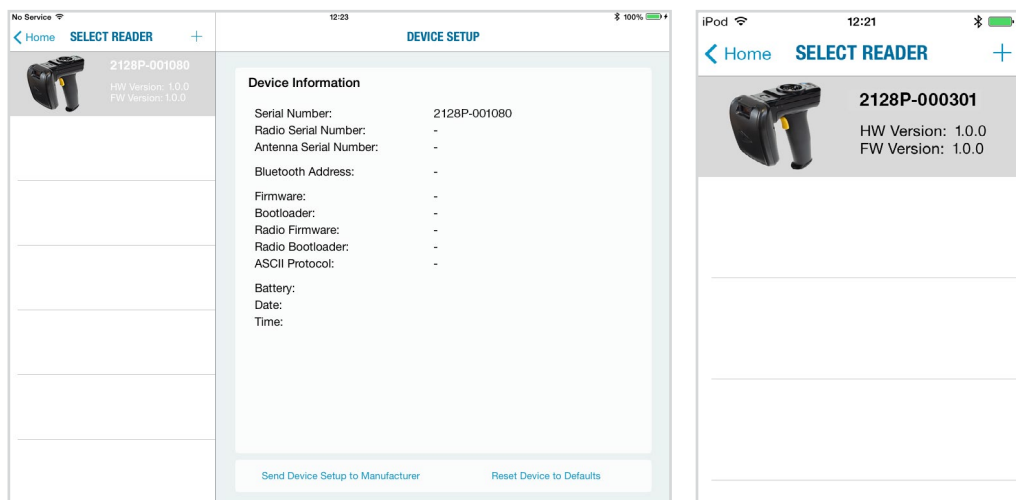 No Service 12:23 100%
Home SELECT READER + DEVICE SETUP
2128P-001080
HW Version: 1.0.0
FW Version: 1.0.0
Device Information
Serial Number: 2128P-001080
Radio Serial Number: -
Antenna Serial Number: -
Bluetooth Address: -
Firmware: -
Bootloader: -
Radio Firmware: -
Radio Bootloader: -
ASCII Protocol: -
Battery:
Date:
Time:
Send Device Setup to Manufacturer Reset Device to Defaults
iPod 12:21
Home SELECT READER +
2128P-000301
HW Version: 1.0.0
FW Version: 1.0.0